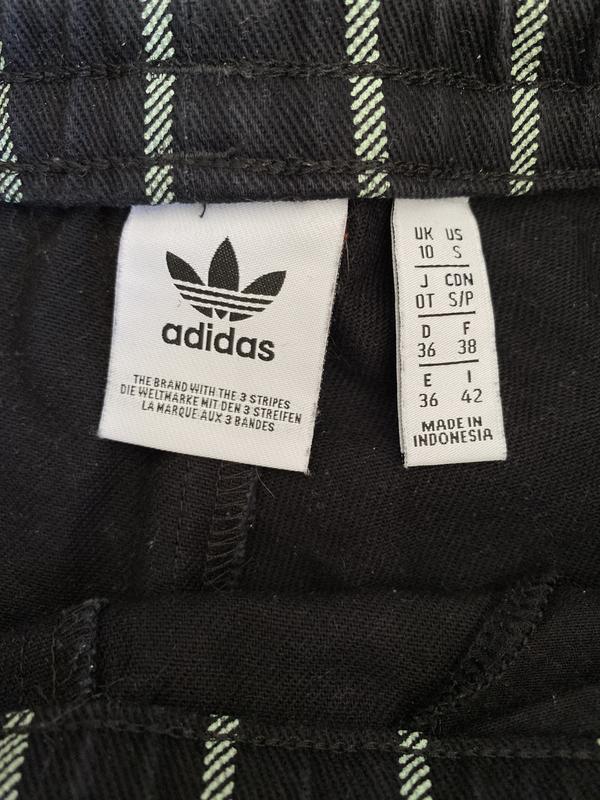 adidas
THE BRAND WITH THE 3 STRIPES
DIE WELTMARKE MIT DEN 3 STREIFEN
LA MARQUE AUX 3 BANDES
UK US
10 S
J CDN
OT S/P
D F
36 38
E I
36 42
MADE IN
INDONESIA